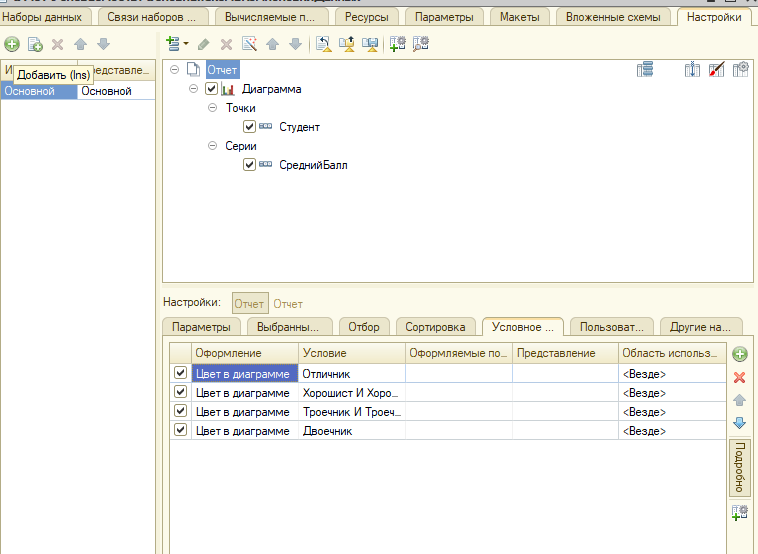 Наборы данных
Связи наборов ...
Вычисляемые п...
Ресурсы
Параметры
Макеты
Вложенные схемы
Настройки
Добавить (Ins)
редставле...
Основной
Основной
Отчет
Диаграмма
Точки
Студент
Серии
СреднийБалл
Настройки:
Отчет
Отчет
Параметры
Выбранны...
Отбор
Сортировка
Условное ...
Пользоват...
Другие на...
Оформление
Условие
Оформляемые по...
Представление
Область использ...
Цвет в диаграмме
Отличник
<Везде>
Цвет в диаграмме
Хорошист И Хоро...
<Везде>
Цвет в диаграмме
Троечник И Троеч...
<Везде>
Цвет в диаграмме
Двоечник
<Везде>
Подробно